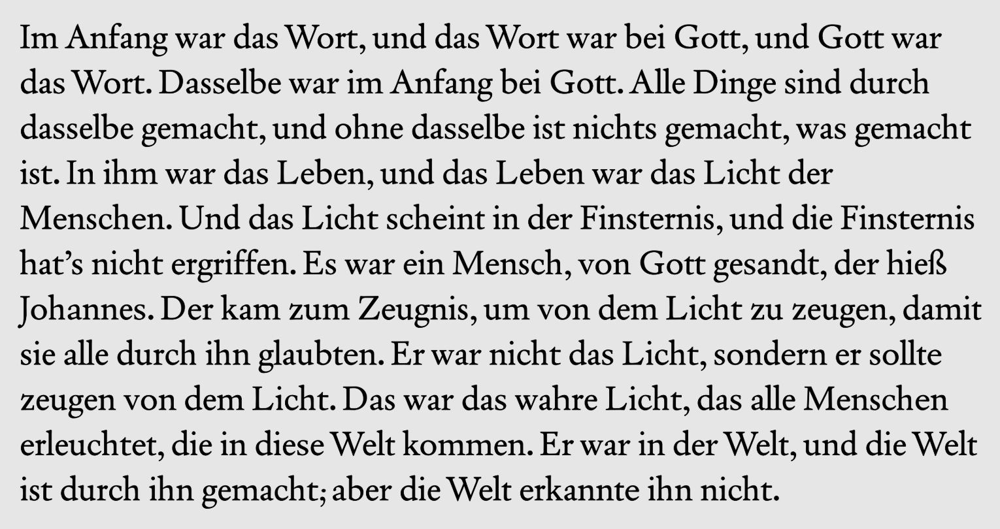 Im Anfang war das Wort, und das Wort war bei Gott, und Gott war
das Wort. Dasselbe war im Anfang bei Gott. Alle Dinge sind durch
dasselbe gemacht, und ohne dasselbe ist nichts gemacht, was gemacht
ist. In ihm war das Leben, und das Leben war das Licht der
Menschen. Und das Licht scheint in der Finsternis, und die Finsternis
hat’s nicht ergriffen. Es war ein Mensch, von Gott gesandt, der hieß
Johannes. Der kam zum Zeugnis, um von dem Licht zu zeugen, damit
sie alle durch ihn glaubten. Er war nicht das Licht, sondern er sollte
zeugen von dem Licht. Das war das wahre Licht, das alle Menschen
erleuchtet, die in diese Welt kommen. Er war in der Welt, und die Welt
ist durch ihn gemacht; aber die Welt erkannte ihn nicht.